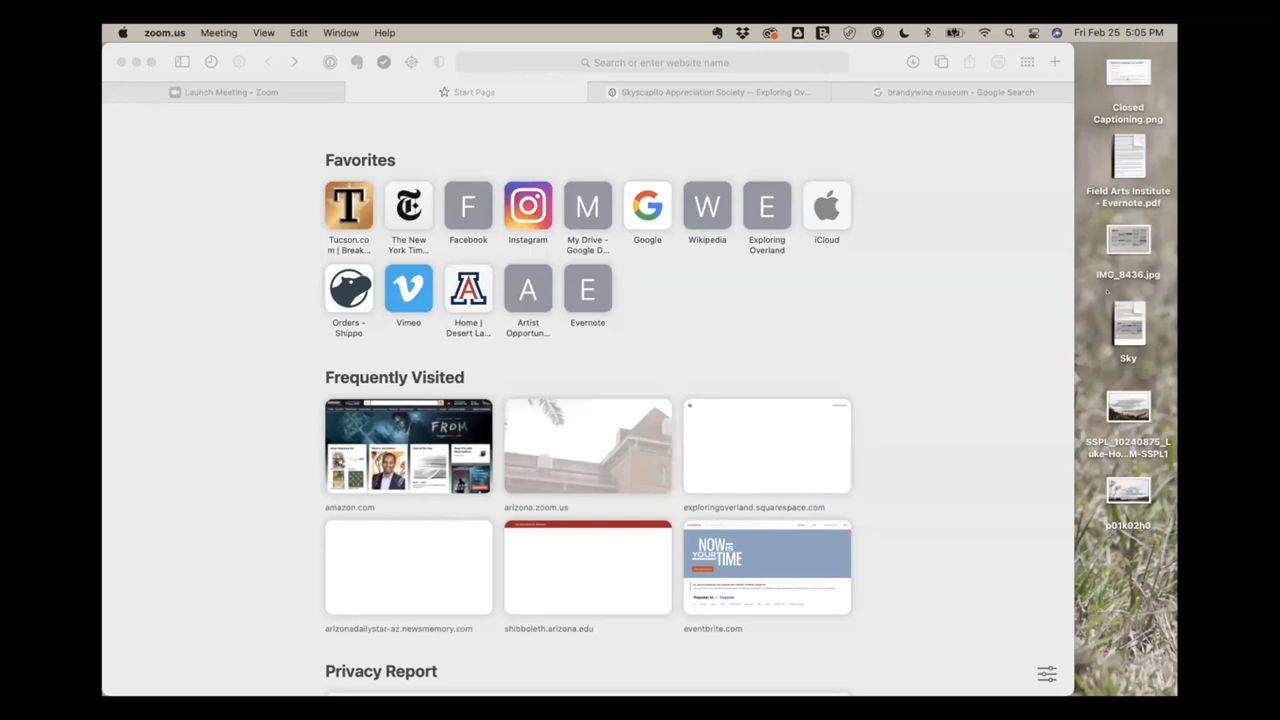 zoom.us Meeting View Edit Window Help
Fri Feb 25 5:05 PM
Search or enter website name
Launch Meeting - Zoom
Start Page
Skyscapito Appreciation Society — Exploring Ov...
brandywine museum - Google Search
Closed
Captioning.png
Field Arts Institute
- Evernote.pdf
IMG_8436.jpg
Sky
SSPL_10240875_L
uke-Ho...M-SSPL1
p01k02h0
Favorites
T
F
M
W
E
Tucson.co
m | Break...
The New
York Tim...
Facebook
Instagram
My Drive -
Google D...
Google
Wikipedia
Exploring
Overland
iCloud
A
A
E
Orders -
Shippo
Vimeo
Home |
Desert La...
Artist
Opportun...
Evernote
Frequently Visited
FROM
amazon.com
arizona.zoom.us
exploringoverland.squarespace.com
NOW IS
YOUR
TIME
arizonadailystar-az.newsmemory.com
shibboleth.arizona.edu
eventbrite.com
Privacy Report